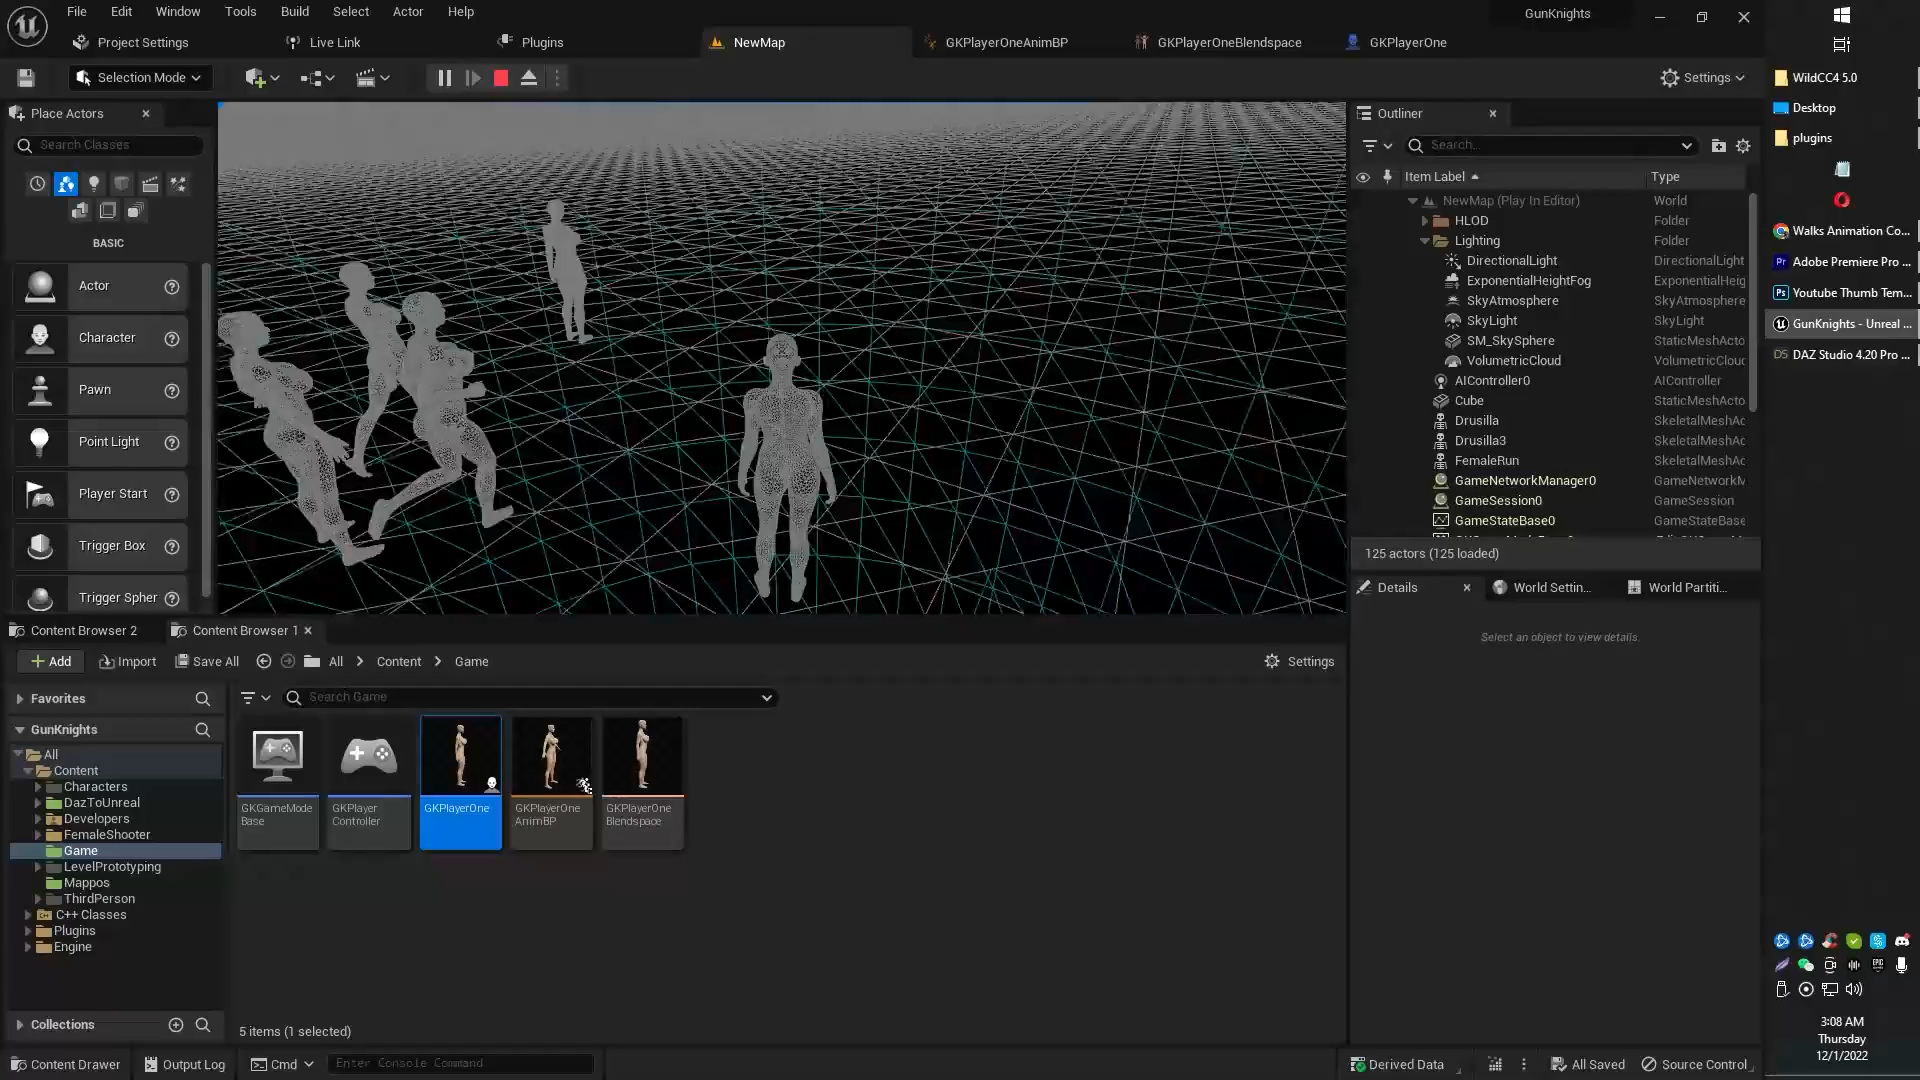 File Edit Window Tools Build Select Actor Help
GunKnights
Project Settings
Live Link
Plugins
NewMap
GKPlayerOneAnimBP
GKPlayerOneBlendspace
GKPlayerOne
Selection Mode
Settings
Place Actors
Search Classes
BASIC
Actor
Character
Pawn
Point Light
Player Start
Trigger Box
Trigger Spher
Outliner
Search...
Item Label
Type
NewMap (Play In Editor) World
HLOD Folder
Lighting Folder
DirectionalLight DirectionalLight
ExponentialHeightFog ExponentialHeig
SkyAtmosphere SkyAtmosphere
SkyLight SkyLight
SM_SkySphere StaticMeshActo
VolumetricCloud VolumetricCloud
AIController0 AIController
Cube StaticMeshActo
Drusilla SkeletalMeshAc
Drusilla3 SkeletalMeshAc
FemaleRun SkeletalMeshAc
GameNetworkManager0 GameNetworkM
GameSession0 GameSession
GameStateBase0 GameStateBase
125 actors (125 loaded)
Details
World Settin...
World Partiti...
Select an object to view details.
Content Browser 2
Content Browser 1
Add
Import
Save All
All
Content
Game
Settings
Favorites
Search Game
GunKnights
All
Content
Characters
DazToUnreal
Developers
FemaleShooter
Game
LevelPrototyping
Mappos
ThirdPerson
C++ Classes
Plugins
Engine
Collections
GKGameMode
Base
GKPlayer
Controller
GKPlayerOne
GKPlayerOne
AnimBP
GKPlayerOne
Blendspace
5 items (1 selected)
Content Drawer
Output Log
Cmd
Enter Console Command
Derived Data
All Saved
Source Control
WildCC4 5.0
Desktop
plugins
Walks Animation Co...
Adobe Premiere Pro ...
Youtube Thumb Tem...
GunKnights - Unreal ...
DAZ Studio 4.20 Pro ...
3:08 AM
Thursday
12/1/2022